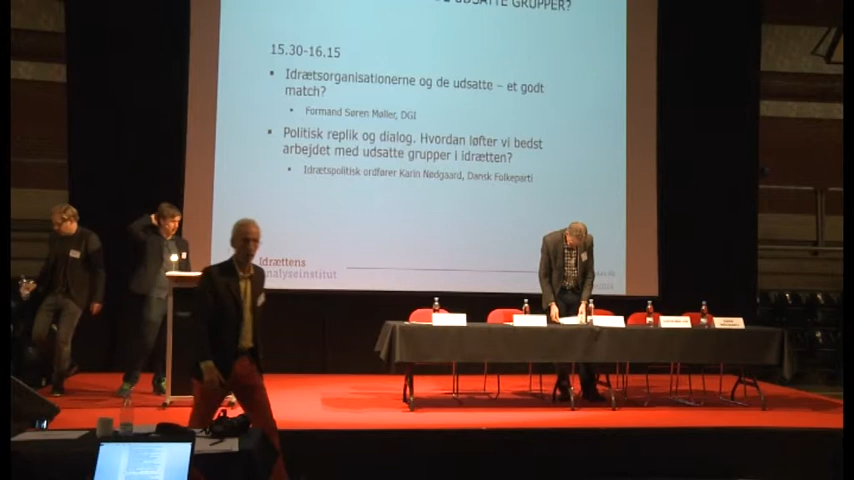 UDSATTE GRUPPER?
15.30-16.15
▪ Idrætsorganisationerne og de udsatte – et godt
match?
▪ Formand Søren Møller, DGI
▪ Politisk replik og dialog. Hvordan løfter vi bedst
arbejdet med udsatte grupper i idrætten?
▪ Idrætspolitisk ordfører Karin Nødgaard, Dansk Folkeparti
Idrættens
Analyseinstitut